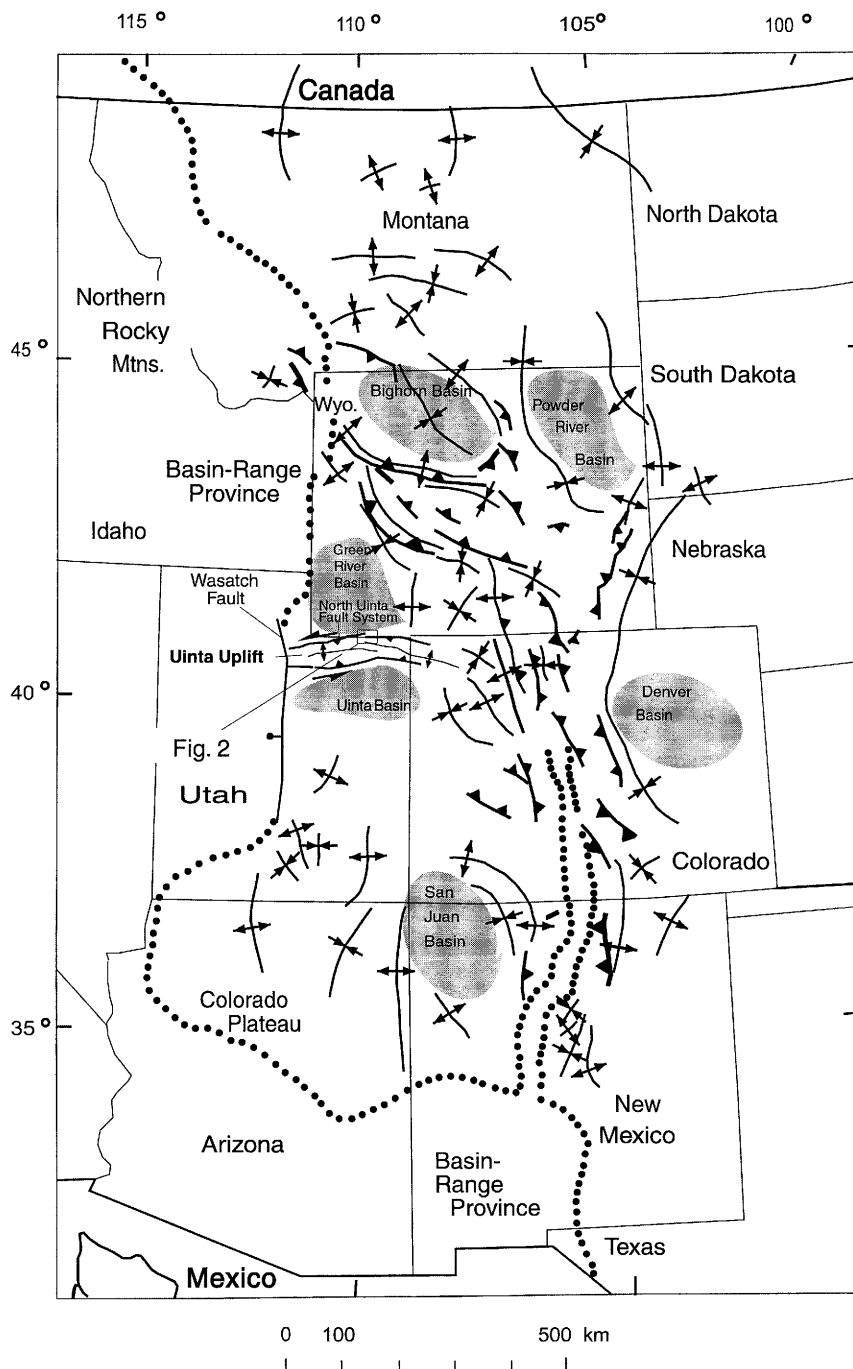 115 °
110 °
105°
100 °
Canada
Montana
North Dakota
Northern
Rocky
Mtns.
45 °
South Dakota
Bighorn Basin
Wyo.
Powder
River
Basin
Basin-Range
Province
Idaho
Nebraska
Green
River
Basin
Wasatch
Fault
North Uinta
Fault System
Uinta Uplift
40 °
Uinta Basin
Denver
Basin
Fig. 2
Utah
Colorado
San
Juan
Basin
Colorado
Plateau
35 °
New
Mexico
Arizona
Basin-
Range
Province
Texas
Mexico
0 100 500 km